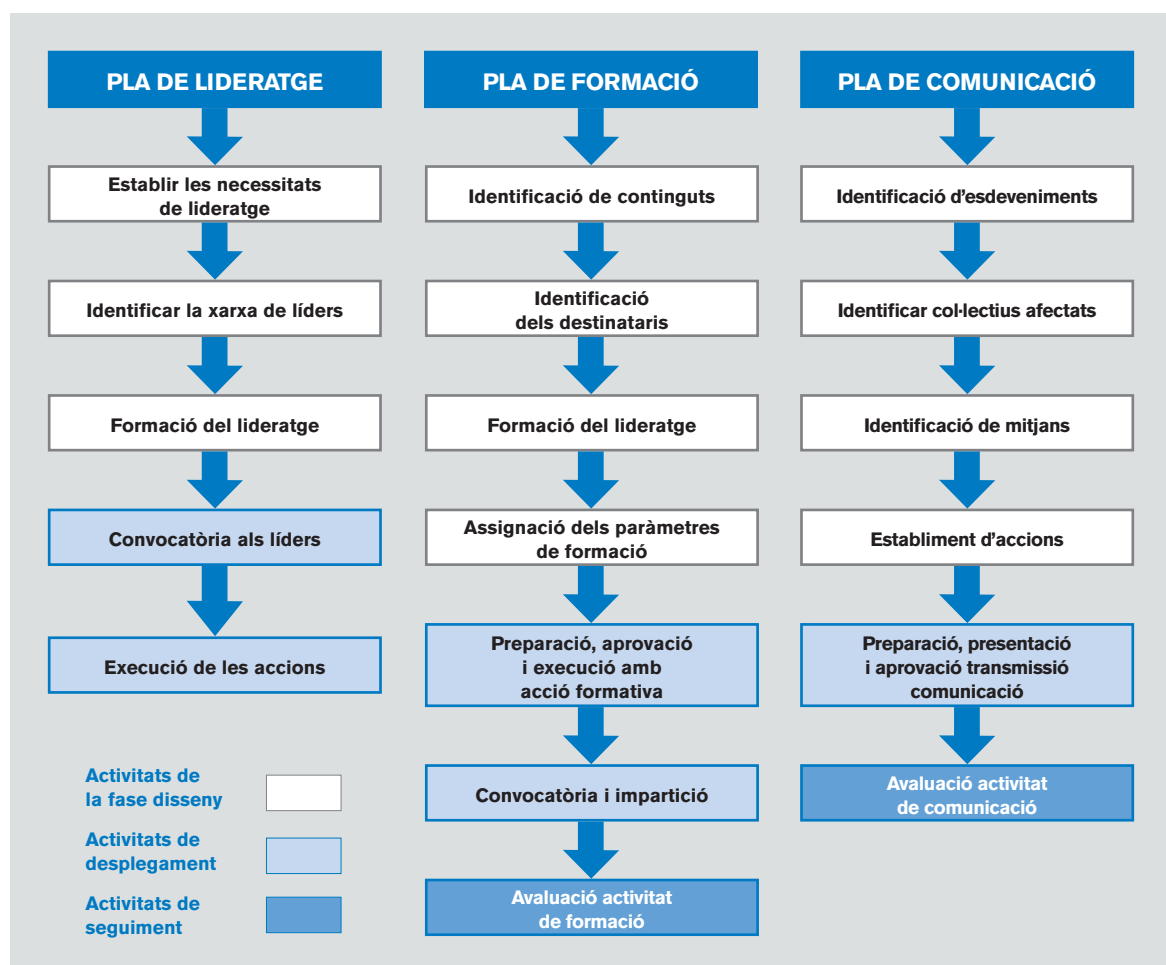 PLA DE LIDERATGE
Establir les necessitats
de lideratge
Identificar la xarxa de líders
Formació del lideratge
Convocatòria als líders
Execució de les accions
PLA DE FORMACIÓ
Identificació de continguts
Identificació
dels destinataris
Formació del lideratge
Assignació dels paràmetres
de formació
Preparació, aprovació
i execució amb
acció formativa
Convocatòria i impartició
Avaluació activitat
de formació
PLA DE COMUNICACIÓ
Identificació d'esdeveniments
Identificar col·lectius afectats
Identificació de mitjans
Establiment d'accions
Preparació, presentació
i aprovació transmissió
comunicació
Avaluació activitat
de comunicació
Activitats de
la fase disseny
Activitats de
desplegament
Activitats de
seguiment